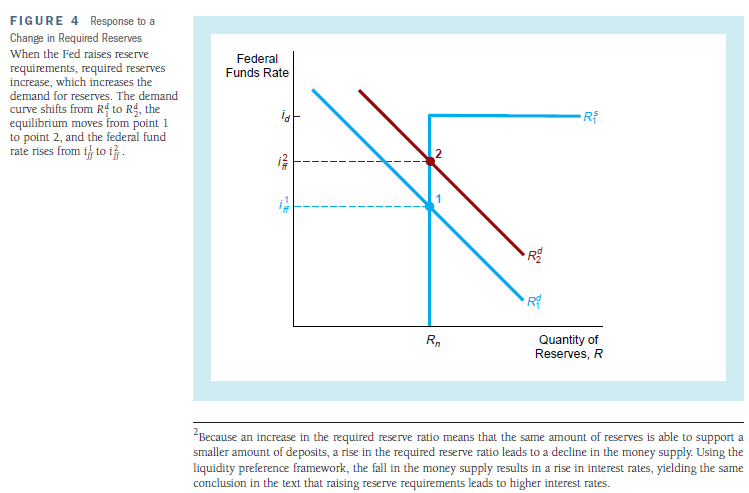 FIGURE 4 Response to a
Change in Required Reserves
When the Fed raises reserve
requirements, required reserves
increase, which increases the
demand for reserves. The demand
curve shifts from R₁ᵈ to R₂ᵈ, the
equilibrium moves from point 1
to point 2, and the federal fund
rate rises from i¹ff to i²ff.
Federal
Funds Rate
id
i²ff
i¹ff
2
1
R₁ˢ
R₂ᵈ
R₁ᵈ
Rn
Quantity of
Reserves, R
²Because an increase in the required reserve ratio means that the same amount of reserves is able to support a
smaller amount of deposits, a rise in the required reserve ratio leads to a decline in the money supply. Using the
liquidity preference framework, the fall in the money supply results in a rise in interest rates, yielding the same
conclusion in the text that raising reserve requirements leads to higher interest rates.